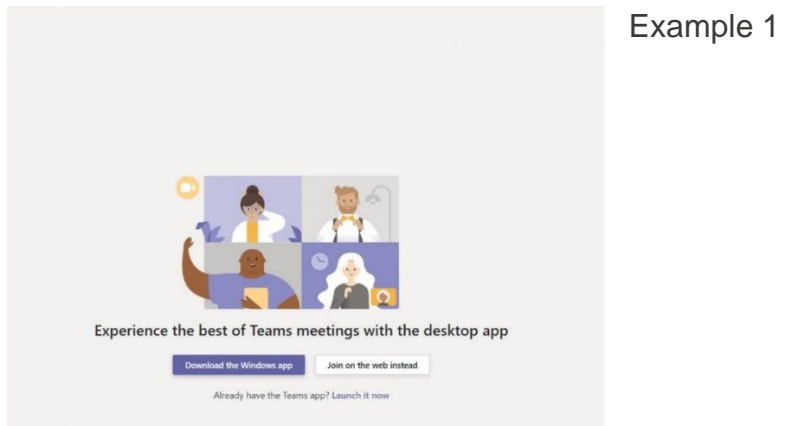 Example 1
Experience the best of Teams meetings with the desktop app
Download the Windows app
Join on the web instead
Already have the Teams app? Launch it now